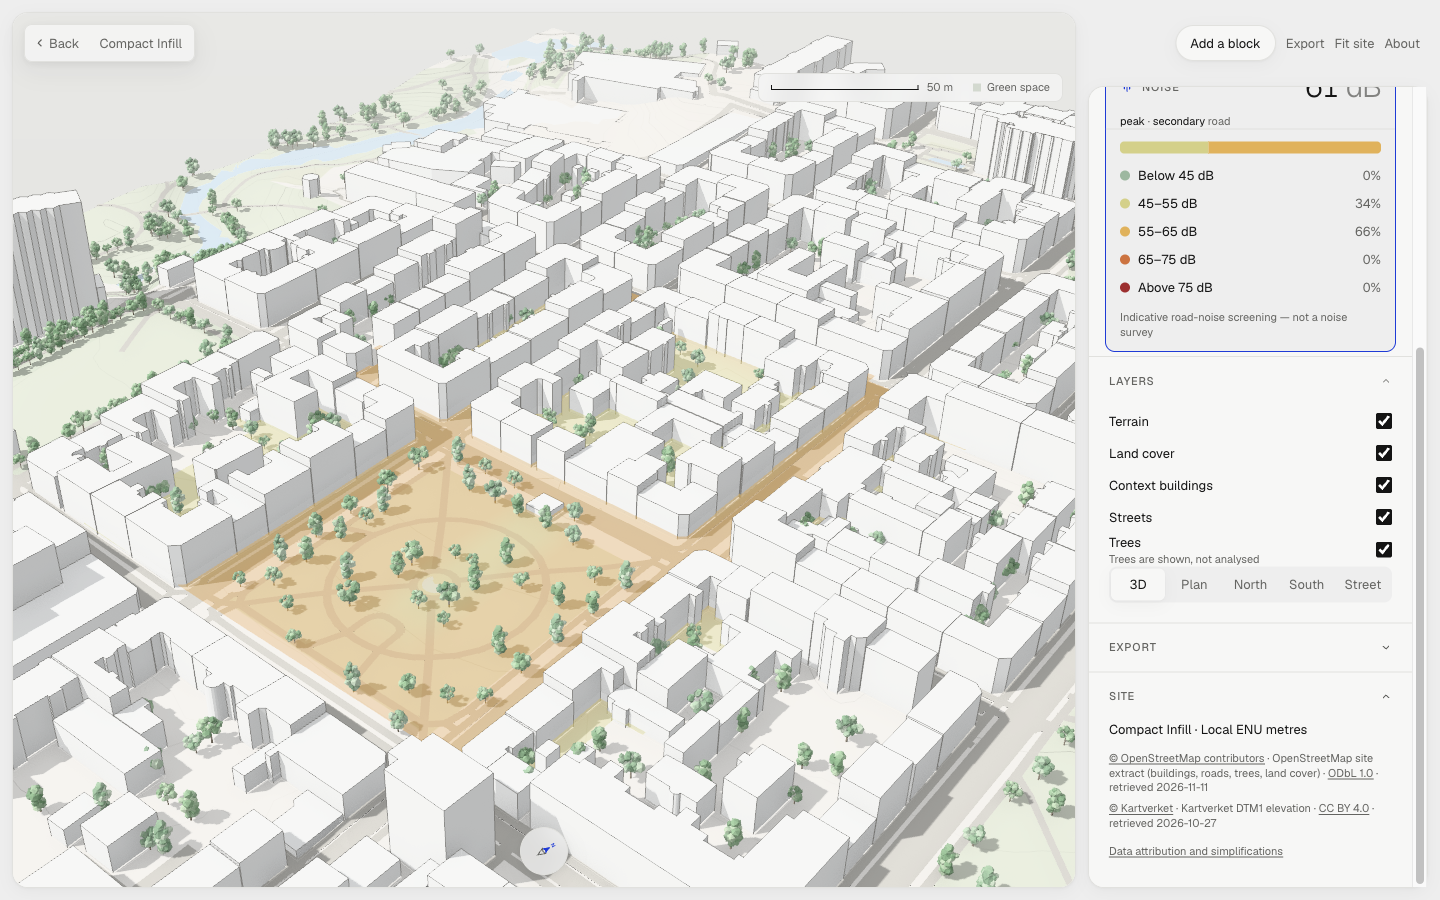 Back
Compact Infill
50 m
Green space
Add a block
Export
Fit site
About
NOISE
61 dB
peak · secondary road
Below 45 dB 0%
45–55 dB 34%
55–65 dB 66%
65–75 dB 0%
Above 75 dB 0%
Indicative road-noise screening — not a noise
survey
LAYERS
Terrain
Land cover
Context buildings
Streets
Trees
Trees are shown, not analysed
3D Plan North South Street
EXPORT
SITE
Compact Infill · Local ENU metres
© OpenStreetMap contributors · OpenStreetMap site
extract (buildings, roads, trees, land cover) · ODbL 1.0 ·
retrieved 2026-11-11
© Kartverket · Kartverket DTM1 elevation · CC BY 4.0 ·
retrieved 2026-10-27
Data attribution and simplifications